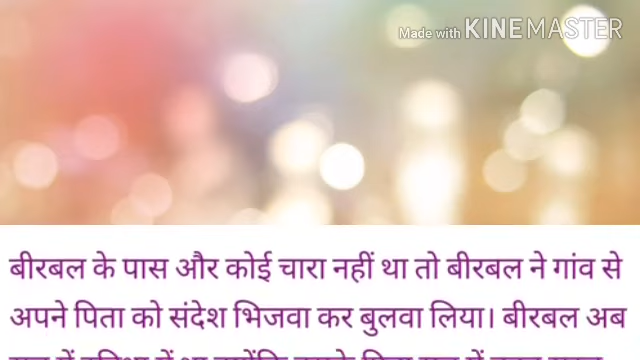 Made with KINEMASTER
बीरबल के पास और कोई चारा नहीं था तो बीरबल ने गांव से
अपने पिता को संदेश भिजवा कर बुलवा लिया। बीरबल अब